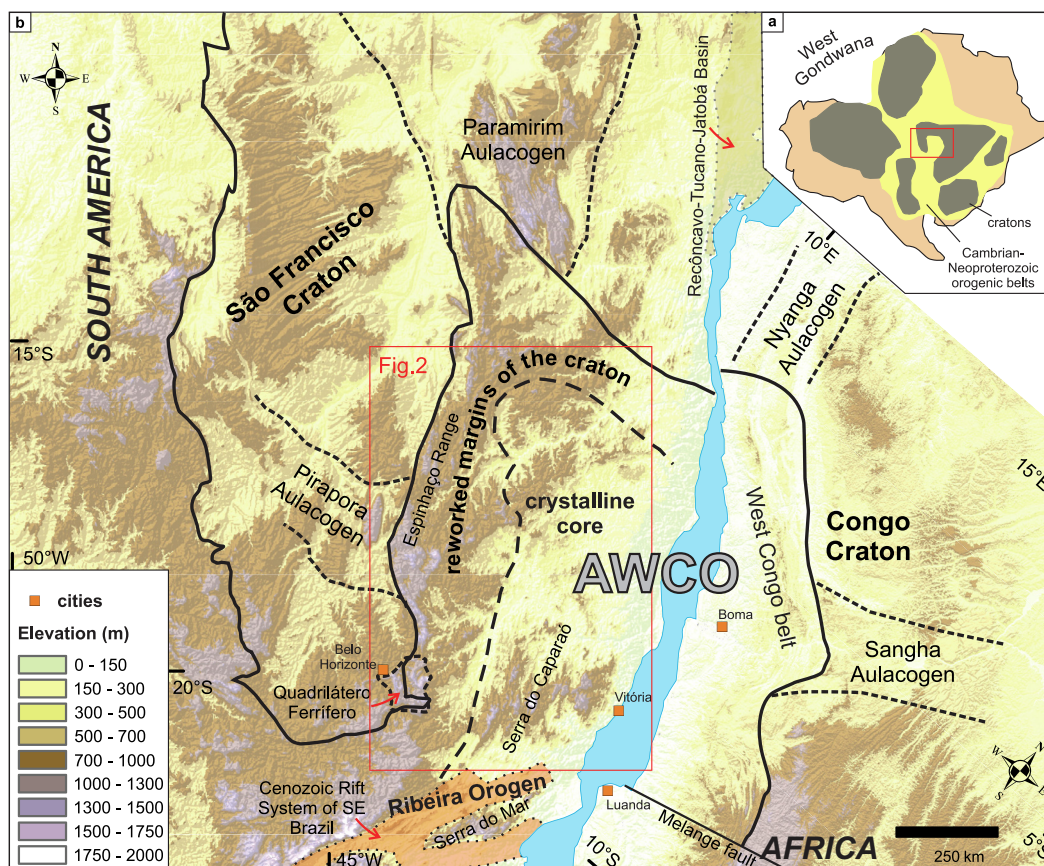 b
N
W
E
S
SOUTH AMERICA
Paramirim
Aulacogen
São Francisco
Craton
Recôncavo-Tucano-Jatobá Basin
a
West
Gondwana
cratons
Cambrian-
Neoproterozoic
orogenic belts
10°E
Nyanga
Aulacogen
15°S
Fig.2
reworked margins of the craton
Espinhaço Range
Pirapora
Aulacogen
crystalline
core
AWCO
West Congo belt
Congo
Craton
15°E
50°W
Boma
Sangha
Aulacogen
Belo
Horizonte
20°S
Quadrilátero
Ferrífero
Serra do Caparaó
Vitória
cities
Elevation (m)
0 - 150
150 - 300
300 - 500
500 - 700
700 - 1000
1000 - 1300
1300 - 1500
1500 - 1750
1750 - 2000
Cenozoic Rift
System of SE
Brazil
Ribeira Orogen
Serra do Mar
Luanda
Melange fault
AFRICA
N
W
E
S
45°W
10°S
5°S
250 km